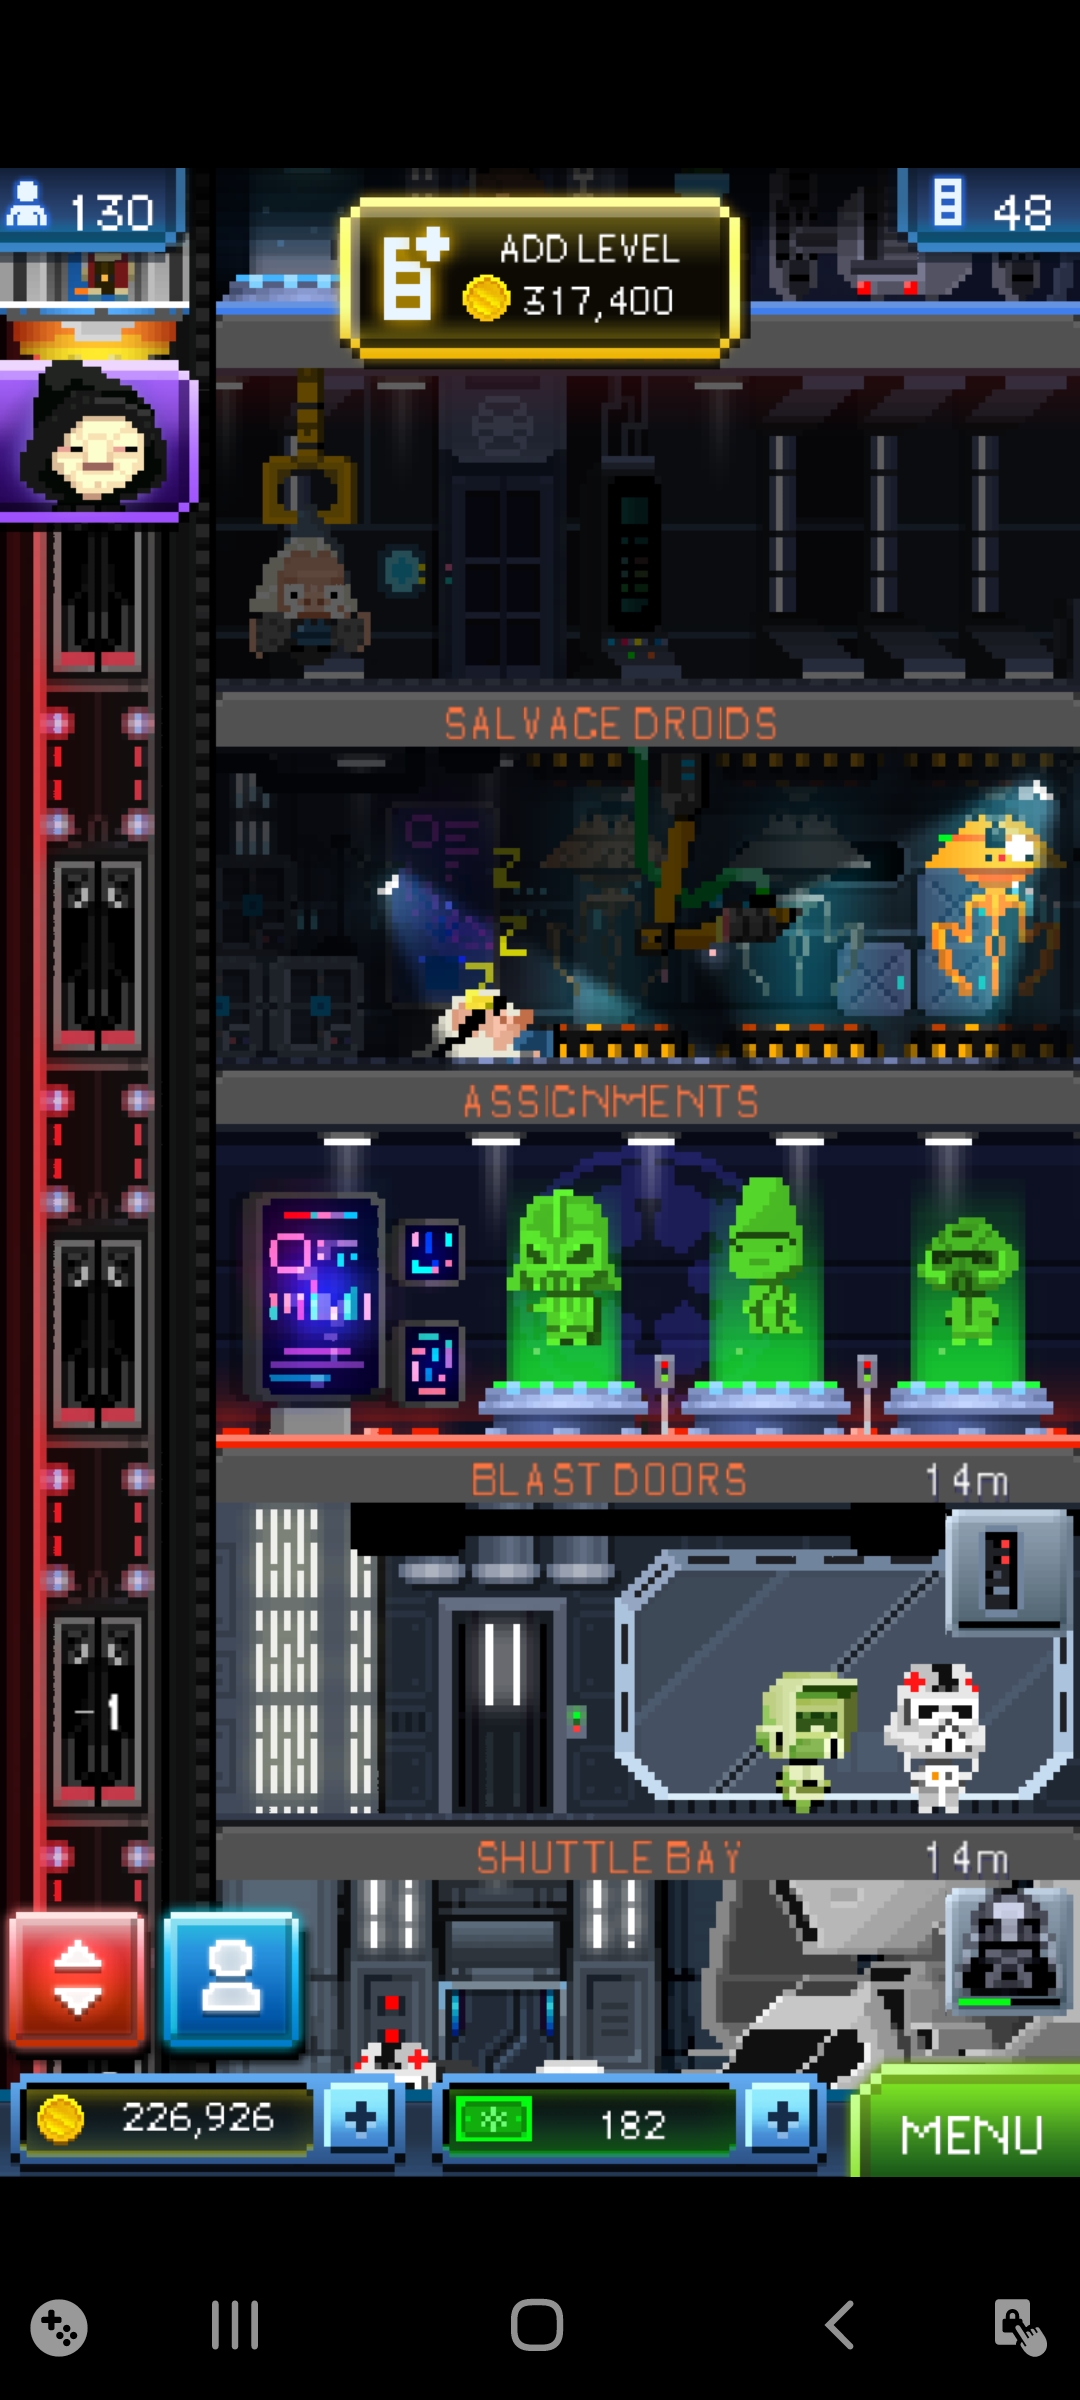 130
ADD LEVEL
317,400
48
SALVAGE DROIDS
Z
Z
Z
ASSIGNMENTS
BLAST DOORS 14m
-1
SHUTTLE BAY 14m
226,926
182
MENU